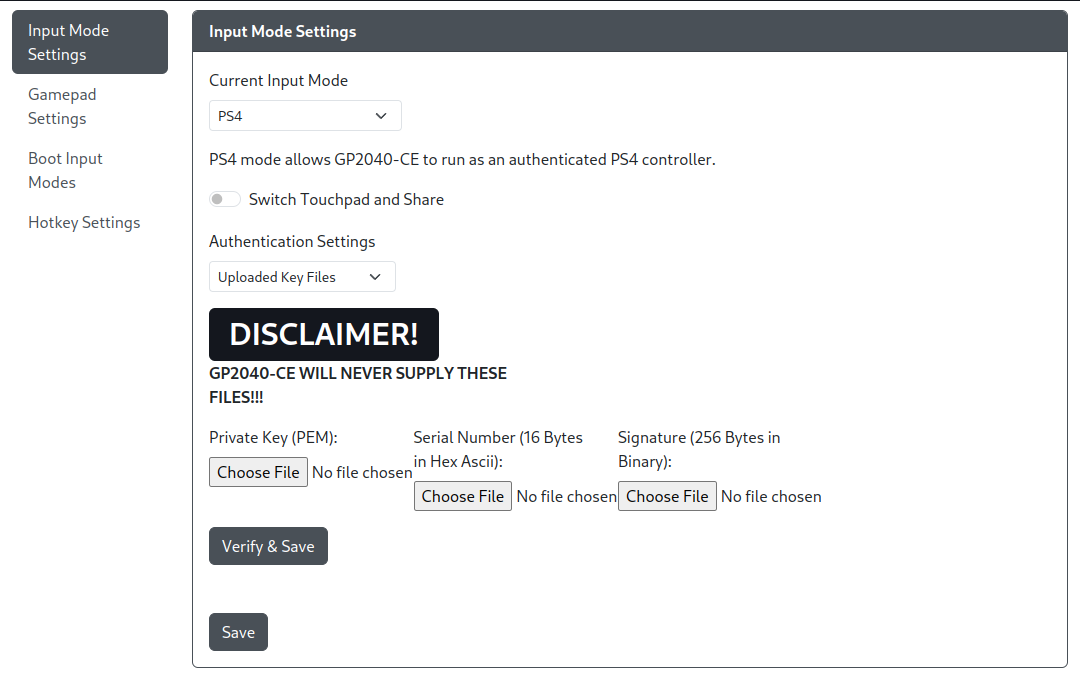 Input Mode
Settings
Gamepad
Settings
Boot Input
Modes
Hotkey Settings
Input Mode Settings
Current Input Mode
PS4
PS4 mode allows GP2040-CE to run as an authenticated PS4 controller.
Switch Touchpad and Share
Authentication Settings
Uploaded Key Files
DISCLAIMER!
GP2040-CE WILL NEVER SUPPLY THESE
FILES!!!
Private Key (PEM):
Choose File No file chosen
Serial Number (16 Bytes
in Hex Ascii):
Choose File No file chosen
Signature (256 Bytes in
Binary):
Choose File No file chosen
Verify & Save
Save